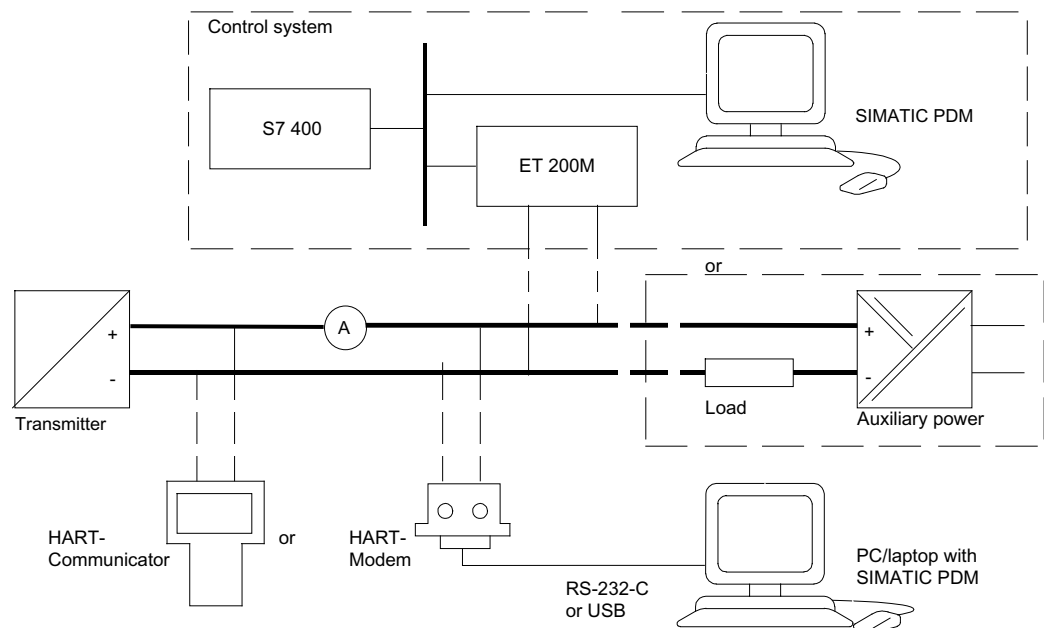 Control system
S7 400
ET 200M
SIMATIC PDM
or
+
A
+
-
-
Transmitter
Load
Auxiliary power
HART-
Communicator
or
HART-
Modem
RS-232-C
or USB
PC/laptop with
SIMATIC PDM